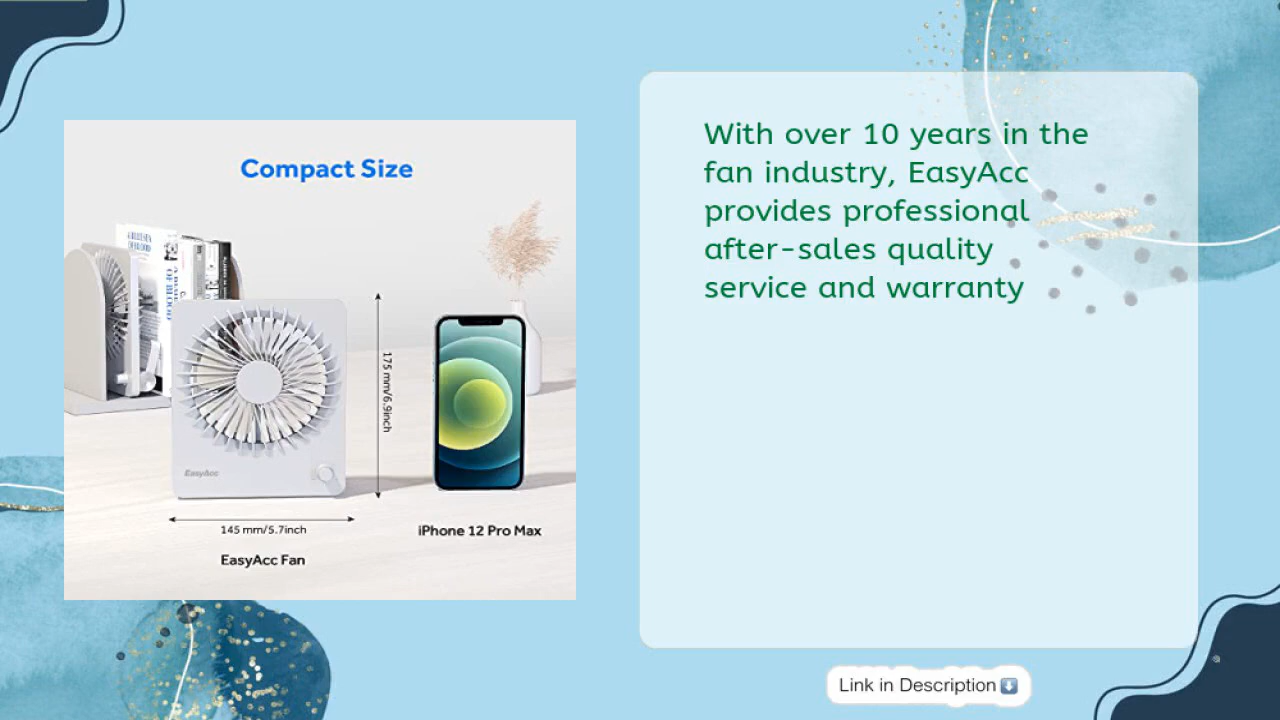 Compact Size
175 mm/6.9inch
EasyAcc
145 mm/5.7inch
EasyAcc Fan
iPhone 12 Pro Max
With over 10 years in the
fan industry, EasyAcc
provides professional
after-sales quality
service and warranty
Link in Description